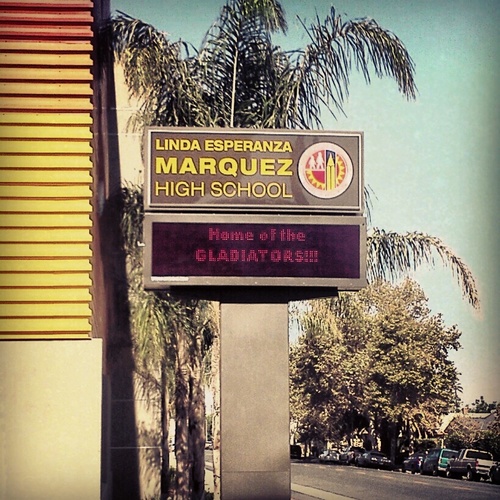 LINDA ESPERANZA
MARQUEZ
HIGH SCHOOL
Home of the
GLADIATORS!!!